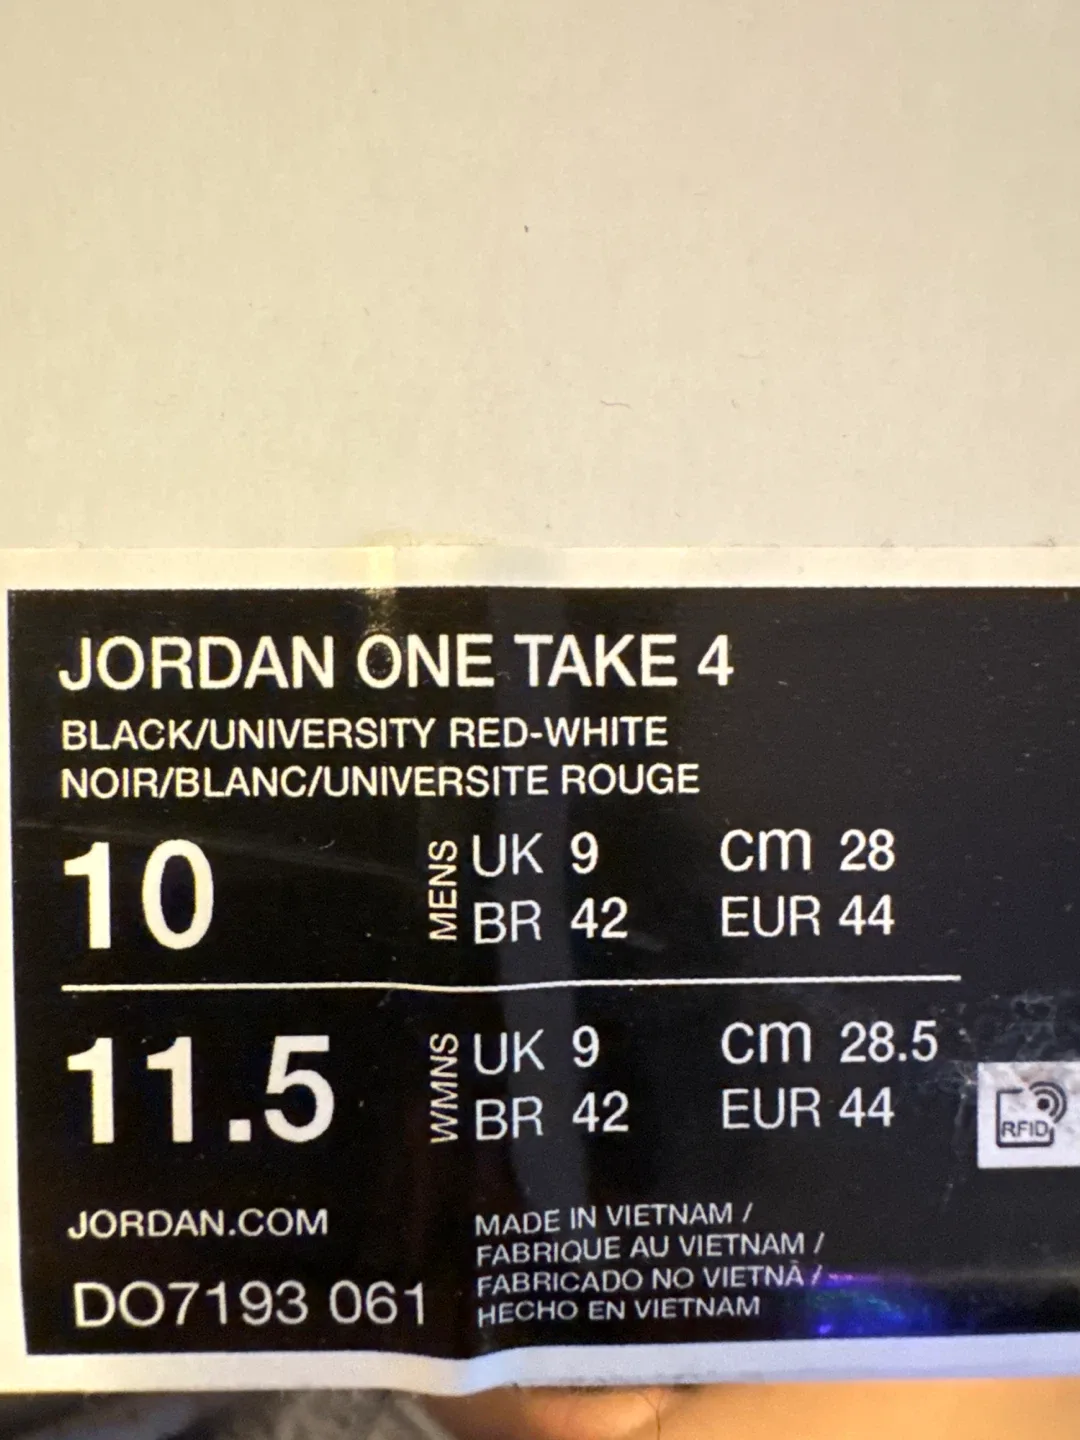 JORDAN ONE TAKE 4
BLACK/UNIVERSITY RED-WHITE
NOIR/BLANC/UNIVERSITE ROUGE
10
MENS
UK 9 cm 28
BR 42 EUR 44
11.5
WMNS
UK 9 cm 28.5
BR 42 EUR 44
RFID
JORDAN.COM
DO7193 061
MADE IN VIETNAM /
FABRIQUE AU VIETNAM /
FABRICADO NO VIETNÃ /
HECHO EN VIETNAM